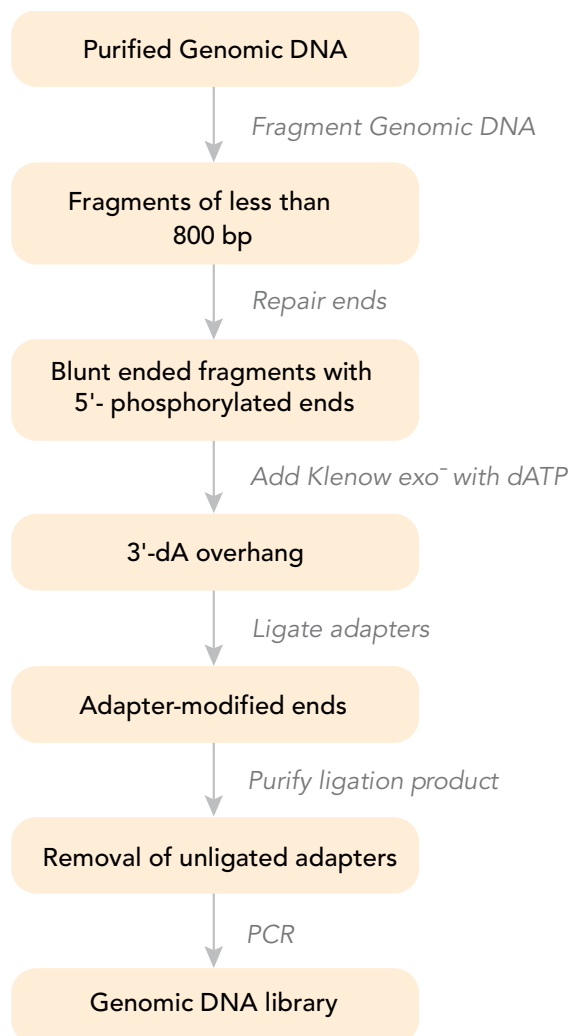 Purified Genomic DNA
Fragment Genomic DNA
Fragments of less than
800 bp
Repair ends
Blunt ended fragments with
5'- phosphorylated ends
Add Klenow exo⁻ with dATP
3'-dA overhang
Ligate adapters
Adapter-modified ends
Purify ligation product
Removal of unligated adapters
PCR
Genomic DNA library